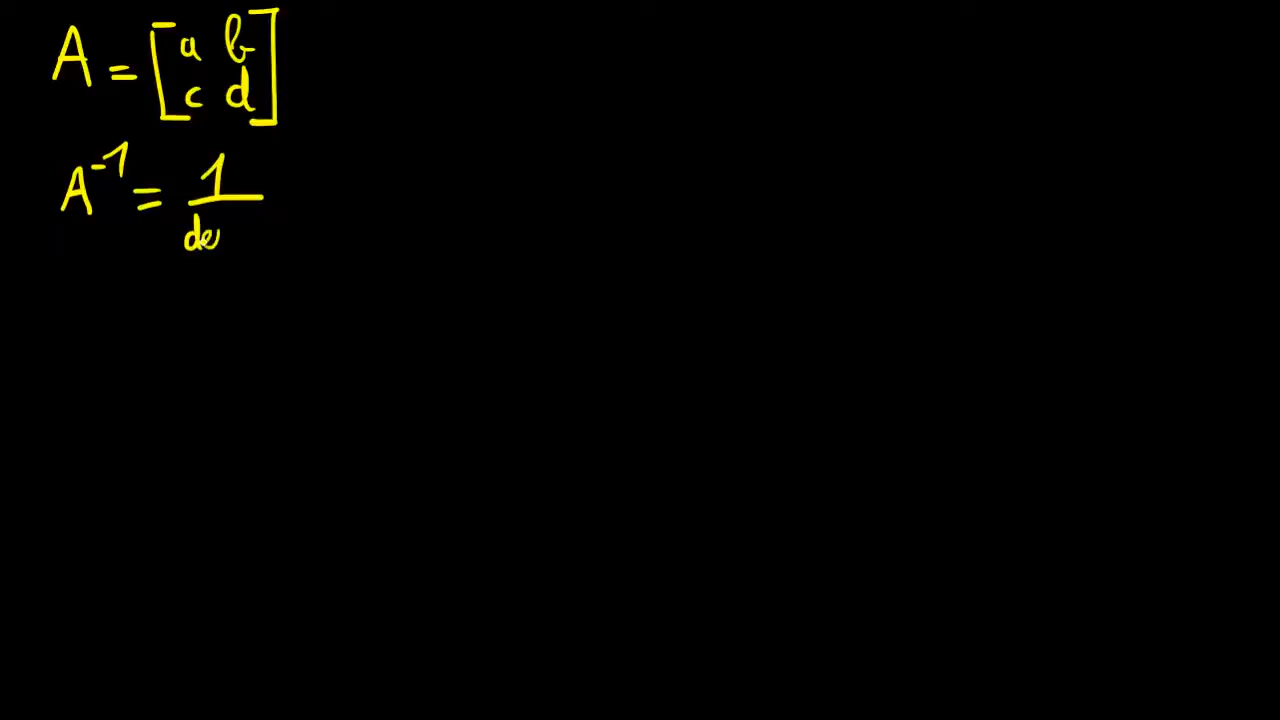 A = [a b
c d]
A⁻¹ = 1
de